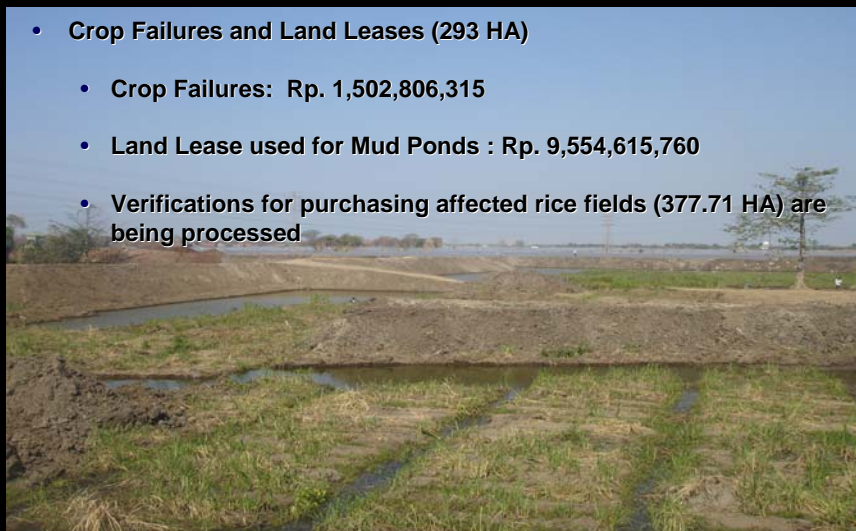 • Crop Failures and Land Leases (293 HA)
• Crop Failures: Rp. 1,502,806,315
• Land Lease used for Mud Ponds : Rp. 9,554,615,760
• Verifications for purchasing affected rice fields (377.71 HA) are
being processed